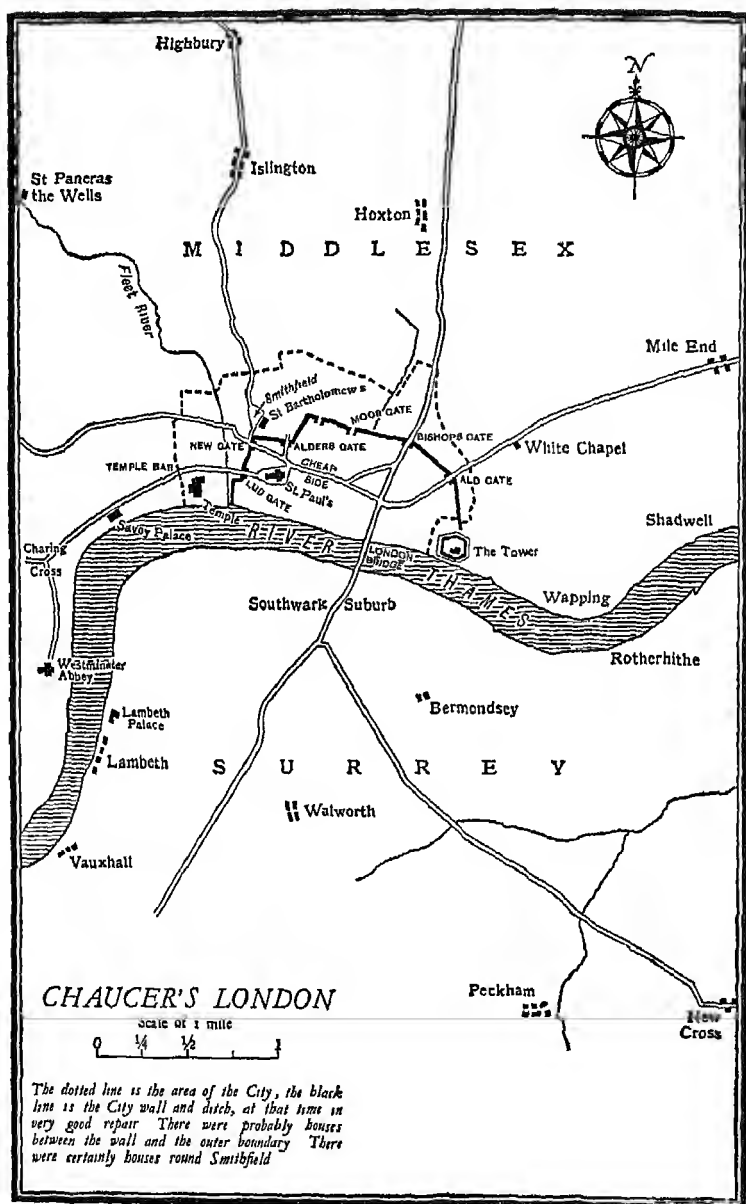 Highbury
N
Islington
St Pancras
the Wells
Hoxton
MIDDLESEX
Fleet River
Mile End
Smithfield
St Bartholomew's
MOOR GATE
NEW GATE
ALDERS GATE
BISHOPS GATE
White Chapel
CHEAP
SIDE
TEMPLE BAR
LUD GATE
St. Paul's
ALD GATE
Temple
Savoy Palace
Shadwell
RIVER THAMES
LONDON
BRIDGE
The Tower
Charing
Cross
Wapping
Southwark Suburb
Rotherhithe
Westminster
Abbey
Bermondsey
Lambeth
Palace
Lambeth
SURREY
Walworth
Vauxhall
Peckham
New
Cross
CHAUCER'S LONDON
Scale of 1 mile
0 ¼ ½ 1
The dotted line is the area of the City, the black
line is the City wall and ditch, at that time in
very good repair There were probably houses
between the wall and the outer boundary There
were certainly houses round Smithfield